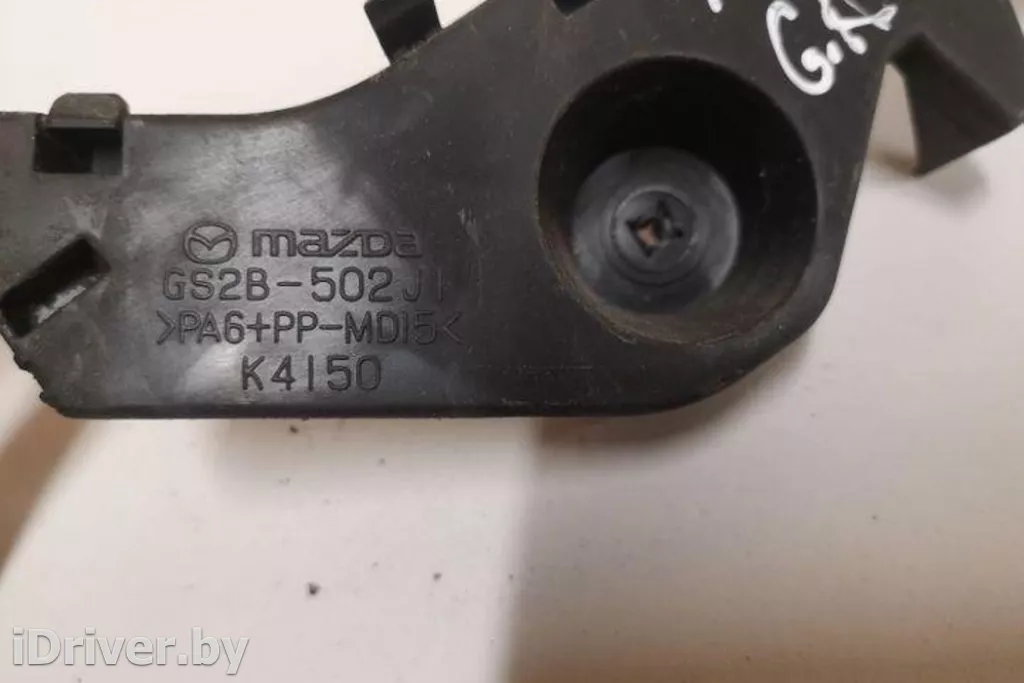 G.A
mazda
GS2B-502J1
>PA6+PP-MD15<
K4150
iDriver.by